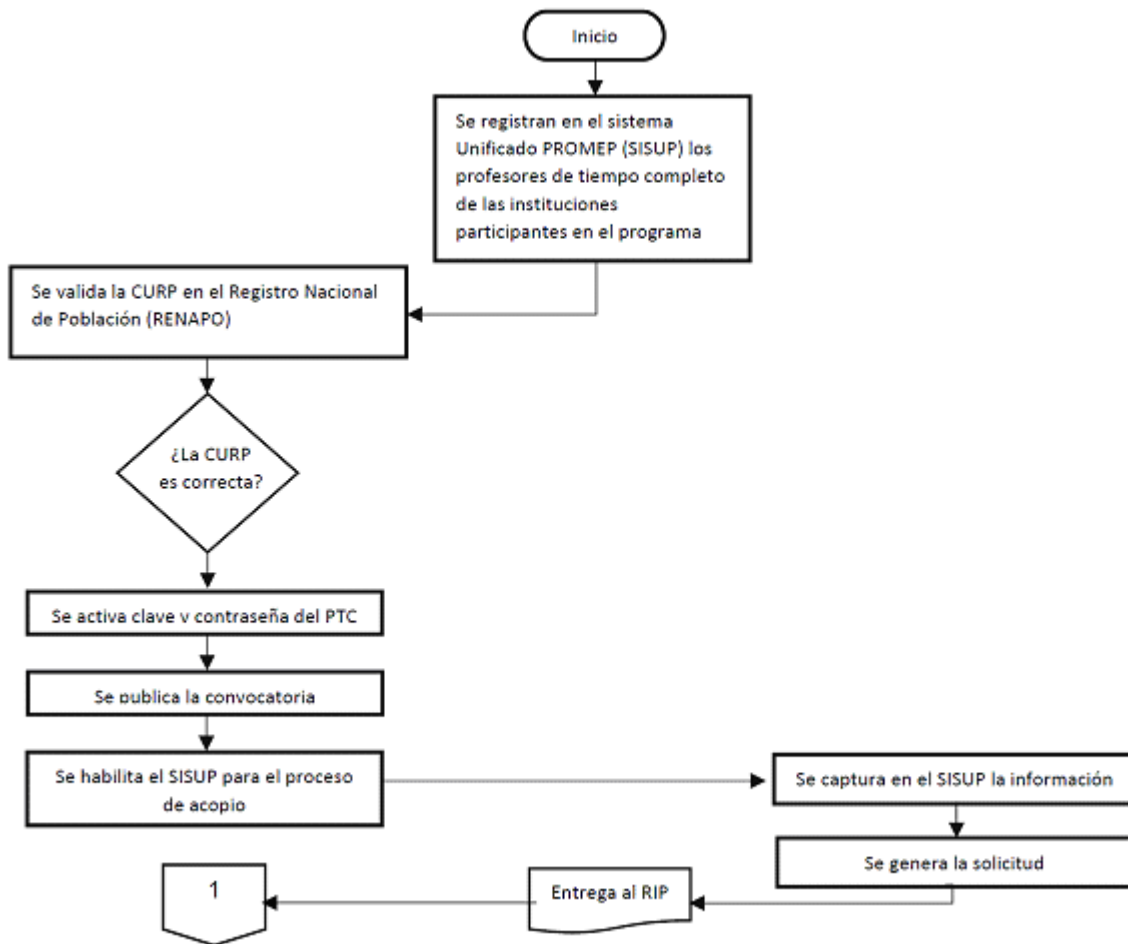 Inicio
Se registran en el sistema
Unificado PROMEP (SISUP) los
profesores de tiempo completo
de las instituciones
participantes en el programa
Se valida la CURP en el Registro Nacional
de Población (RENAPO)
¿La CURP
es correcta?
Se activa clave y contraseña del PTC
Se publica la convocatoria
Se habilita el SISUP para el proceso
de acopio
Se captura en el SISUP la información
Se genera la solicitud
Entrega al RIP
1